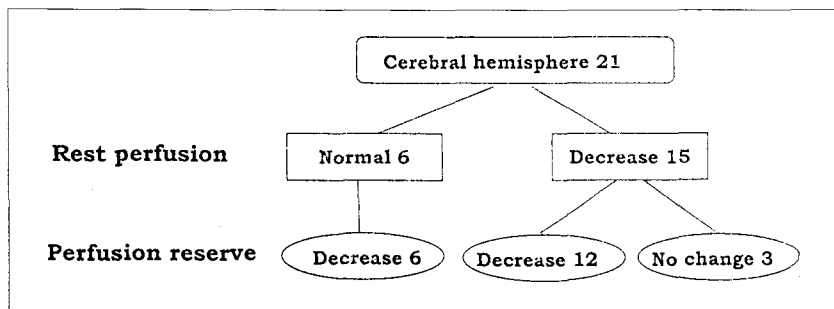 Cerebral hemisphere 21
Rest perfusion Normal 6 Decrease 15
Perfusion reserve Decrease 6 Decrease 12 No change 3